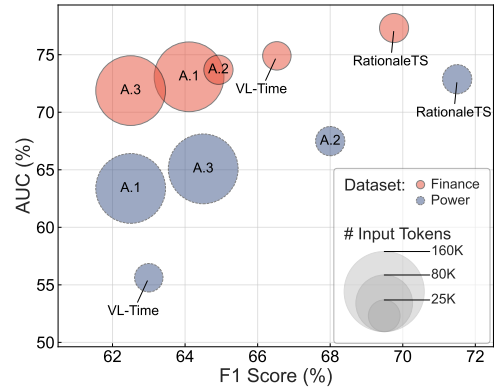 AUC (%)
75
70
65
60
55
50
62
64
66
68
70
72
F1 Score (%)
A.3
A.1
A.2
VL-Time
RationaleTS
RationaleTS
A.2
A.3
A.1
VL-Time
Dataset:
Finance
Power
# Input Tokens
160K
80K
25K